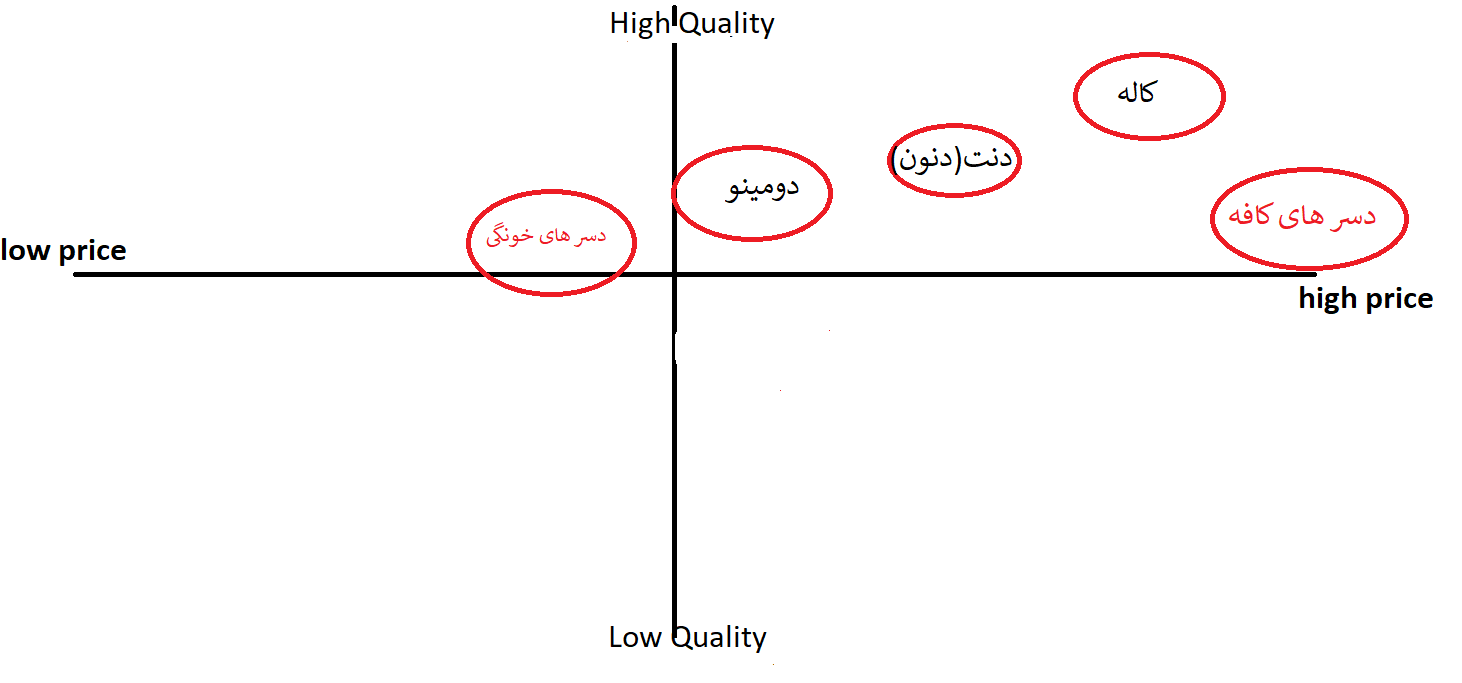 High Quality
کاله
دنت(دنون)
دومینو
دسر های کافه
دسر های خونگی
low price
high price
Low Quality